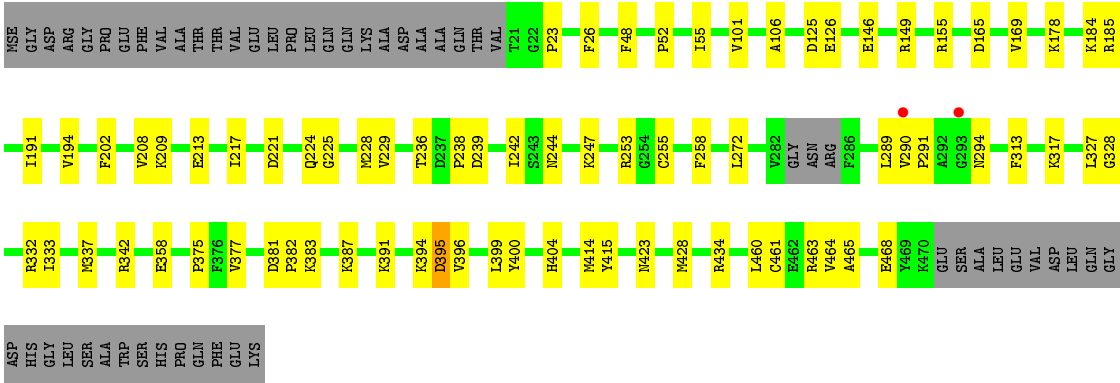 MSE GLY ASP ARG GLY PRO GLU PHE VAL ALA THR THR VAL GLU LEU PRO LEU GLY GLN GLN LYS ALA ASP ALA ALA GLN THR VAL T21 G22 P23 F26 F48 P52 I55 V101 A106 D125 E126 E146 R149 R155 D165 V169 K178 K184 R185
I191 V194 F202 V208 K209 E213 I217 D221 Q224 G225 M228 V229 T236 D237 P238 D239 I242 S243 N244 K247 R253 G254 C255 F258 L272 V282 GLY ASN ARG F286 L289 V290 P291 A292 G293 N294 F313 K317 L327 G328
R332 I333 M337 R342 E358 P375 F376 V377 D381 P382 K383 K387 K391 K394 D395 V396 L399 Y400 H404 M414 Y415 N423 M428 R434 L460 C461 E462 R463 V464 A465 E468 Y469 K470 GLU SER ALA LEU GLU VAL ASP LEU GLN GLY
ASP HIS GLY LEU SER ALA TRP SER HIS PRO GLN PHE GLU LYS